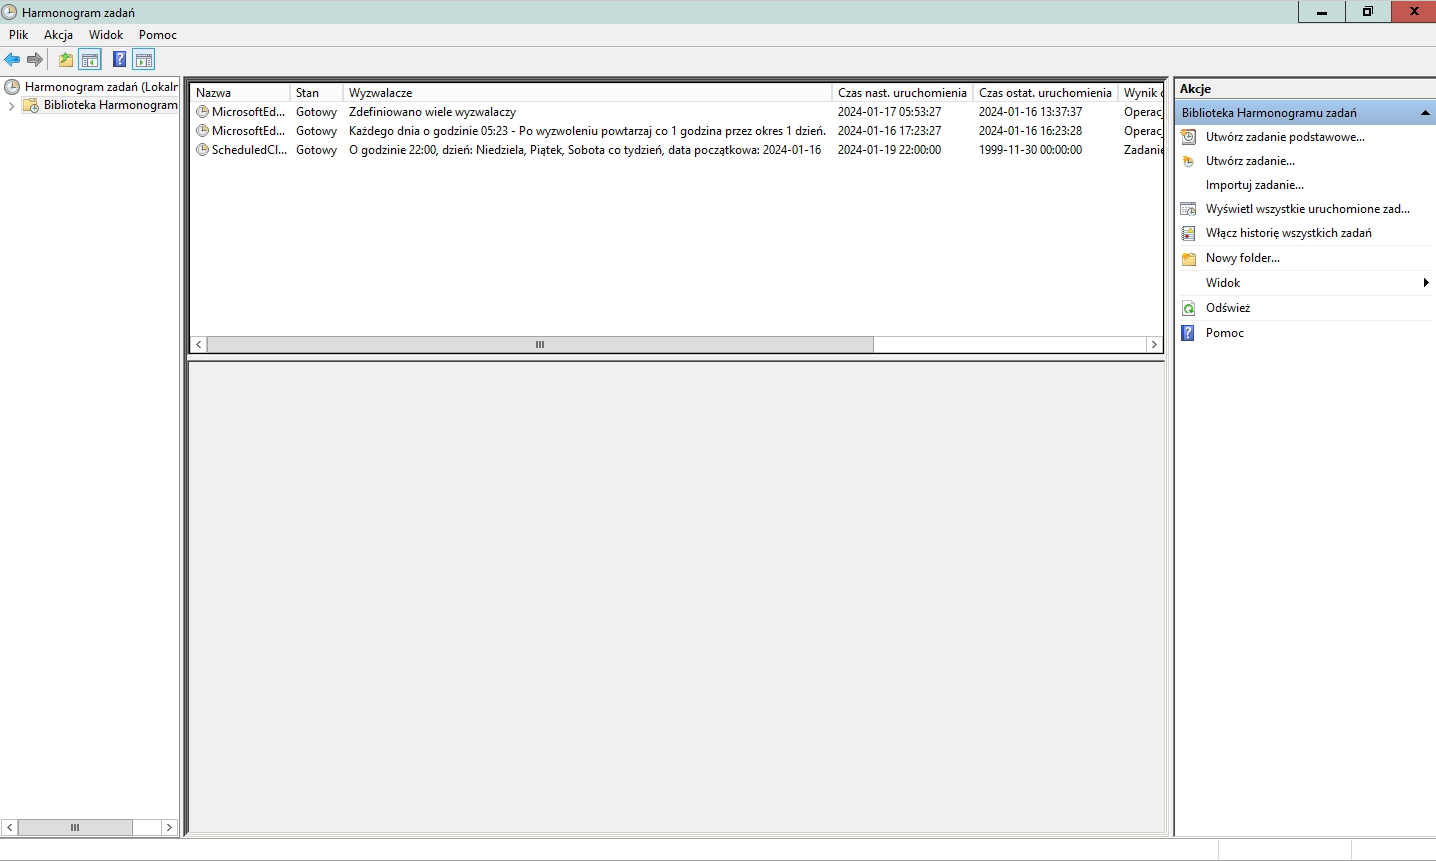 Harmonogram zadań
Plik Akcja Widok Pomoc
Harmonogram zadań (Lokaln
Biblioteka Harmonogram
Nazwa Stan Wyzwalacze Czas nast. uruchomienia Czas ostat. uruchomienia Wynik o
MicrosoftEd... Gotowy Zdefiniowano wiele wyzwalaczy 2024-01-17 05:53:27 2024-01-16 13:37:37 Operac
MicrosoftEd... Gotowy Każdego dnia o godzinie 05:23 - Po wyzwoleniu powtarzaj co 1 godzina przez okres 1 dzień. 2024-01-16 17:23:27 2024-01-16 16:23:28 Operac
ScheduledCl... Gotowy O godzinie 22:00, dzień: Niedziela, Piątek, Sobota co tydzień, data początkowa: 2024-01-16 2024-01-19 22:00:00 1999-11-30 00:00:00 Zadanie
Akcje
Biblioteka Harmonogramu zadań
Utwórz zadanie podstawowe...
Utwórz zadanie...
Importuj zadanie...
Wyświetl wszystkie uruchomione zad...
Włącz historię wszystkich zadań
Nowy folder...
Widok
Odśwież
Pomoc